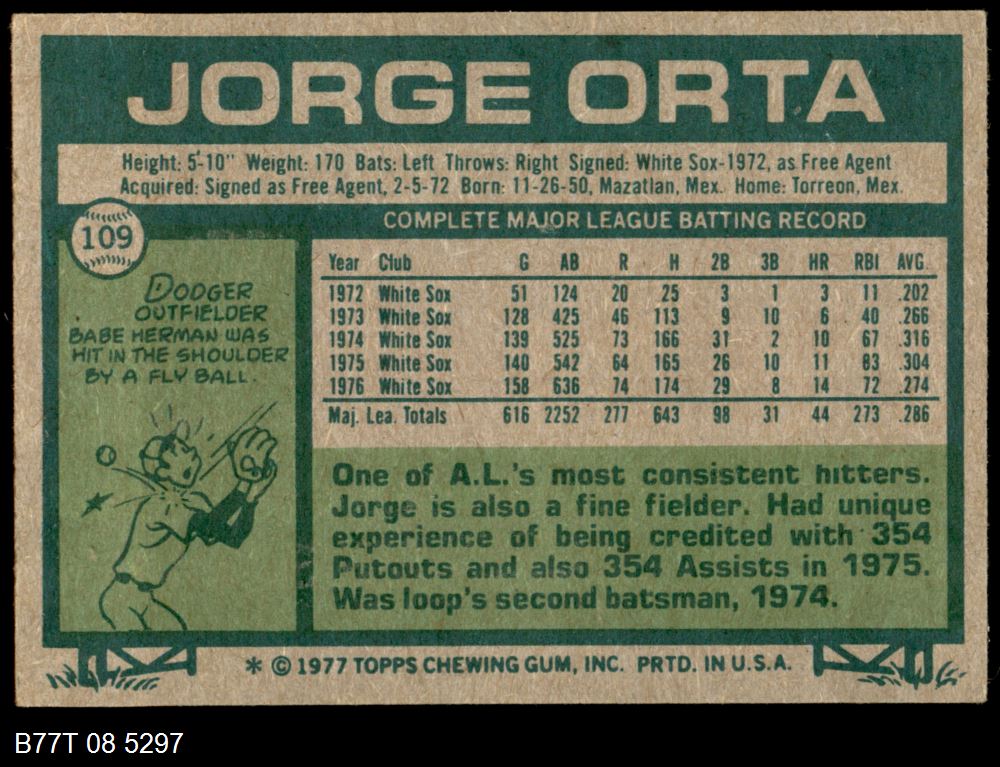 JORGE ORTA
Height: 5'-10" Weight: 170 Bats: Left Throws: Right Signed: White Sox-1972, as Free Agent
Acquired: Signed as Free Agent, 2-5-72 Born: 11-26-50, Mazatlan, Mex. Home: Torreon, Mex.
109
COMPLETE MAJOR LEAGUE BATTING RECORD
Year Club G AB R H 2B 3B HR RBI AVG.
1972 White Sox 51 124 20 25 3 1 3 11 .202
1973 White Sox 128 425 46 113 9 10 6 40 .266
1974 White Sox 139 525 73 166 31 2 10 67 .316
1975 White Sox 140 542 64 165 26 10 11 83 .304
1976 White Sox 158 636 74 174 29 8 14 72 .274
Maj. Lea. Totals 616 2252 277 643 98 31 44 273 .286
DODGER
OUTFIELDER
BABE HERMAN WAS
HIT IN THE SHOULDER
BY A FLY BALL.
One of A.L.'s most consistent hitters.
Jorge is also a fine fielder. Had unique
experience of being credited with 354
Putouts and also 354 Assists in 1975.
Was loop's second batsman, 1974.
* © 1977 TOPPS CHEWING GUM, INC. PRTD. IN U.S.A.
B77T 08 5297